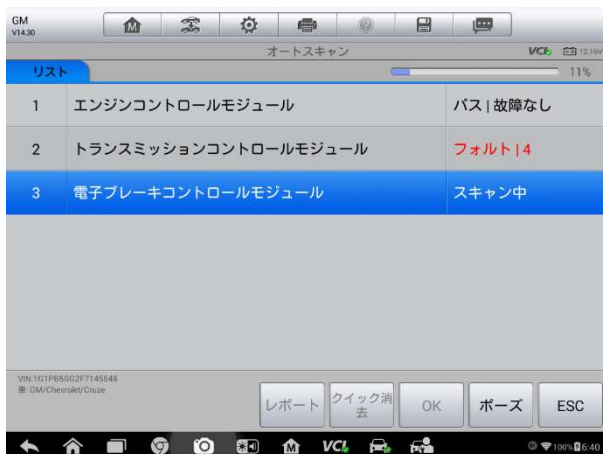 GM
V14.30
オートスキャン
VCI 12.16V
リスト 11%
1 エンジンコントロールモジュール パス | 故障なし
2 トランスミッションコントロールモジュール フォルト | 4
3 電子ブレーキコントロールモジュール スキャン中
VIN:1G1PB5SG2F7145548
車: GM/Chevrolet/Cruze
レポート クイック消去 OK ポーズ ESC
VCI 100% 6:40